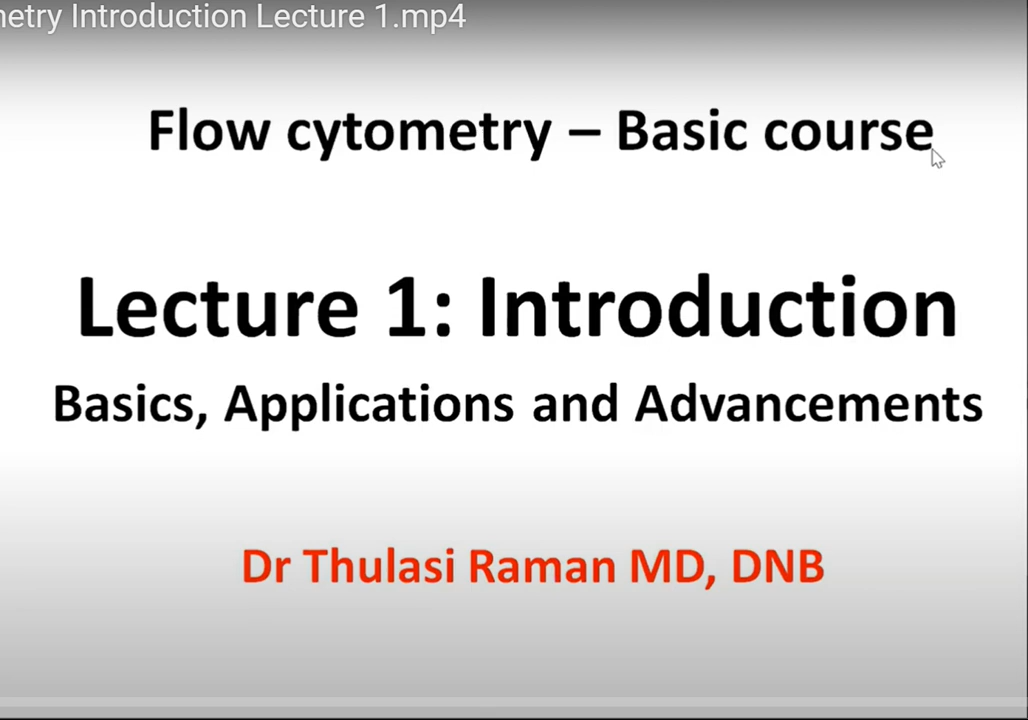 netry Introduction Lecture 1.mp4
Flow cytometry – Basic course
Lecture 1: Introduction
Basics, Applications and Advancements
Dr Thulasi Raman MD, DNB